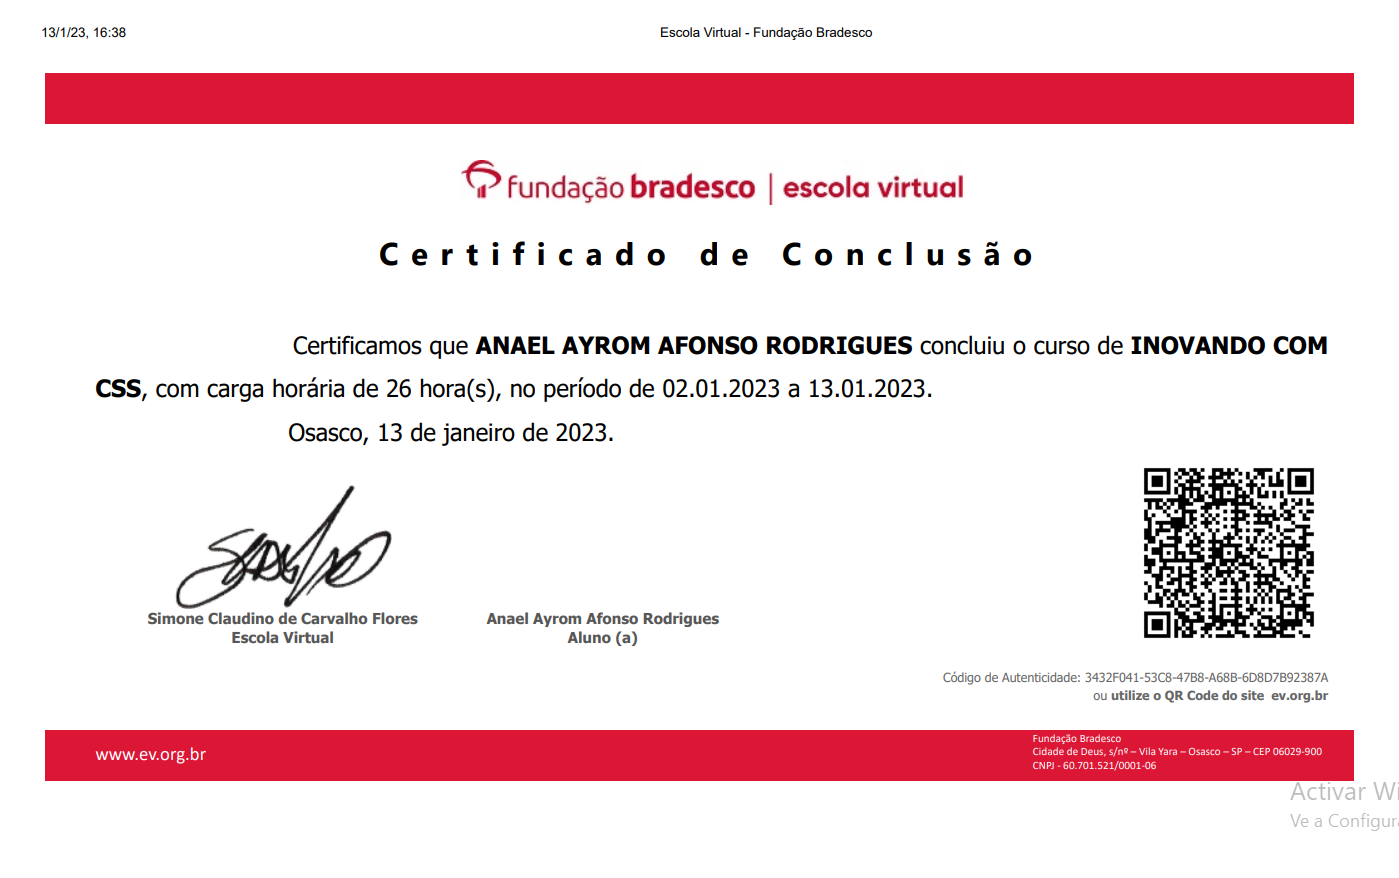 13/1/23, 16:38
Escola Virtual - Fundação Bradesco
fundação bradesco | escola virtual
Certificado de Conclusão
Certificamos que ANAEL AYROM AFONSO RODRIGUES concluiu o curso de INOVANDO COM
CSS, com carga horária de 26 hora(s), no período de 02.01.2023 a 13.01.2023.
Osasco, 13 de janeiro de 2023.
Simone Claudino de Carvalho Flores
Escola Virtual
Anael Ayrom Afonso Rodrigues
Aluno (a)
Código de Autenticidade: 3432F041-53C8-47B8-A68B-6D8D7B92387A
ou utilize o QR Code do site ev.org.br
www.ev.org.br
Fundação Bradesco
Cidade de Deus, s/nº – Vila Yara – Osasco – SP – CEP 06029-900
CNPJ - 60.701.521/0001-06
Activar Wi
Ve a Configura